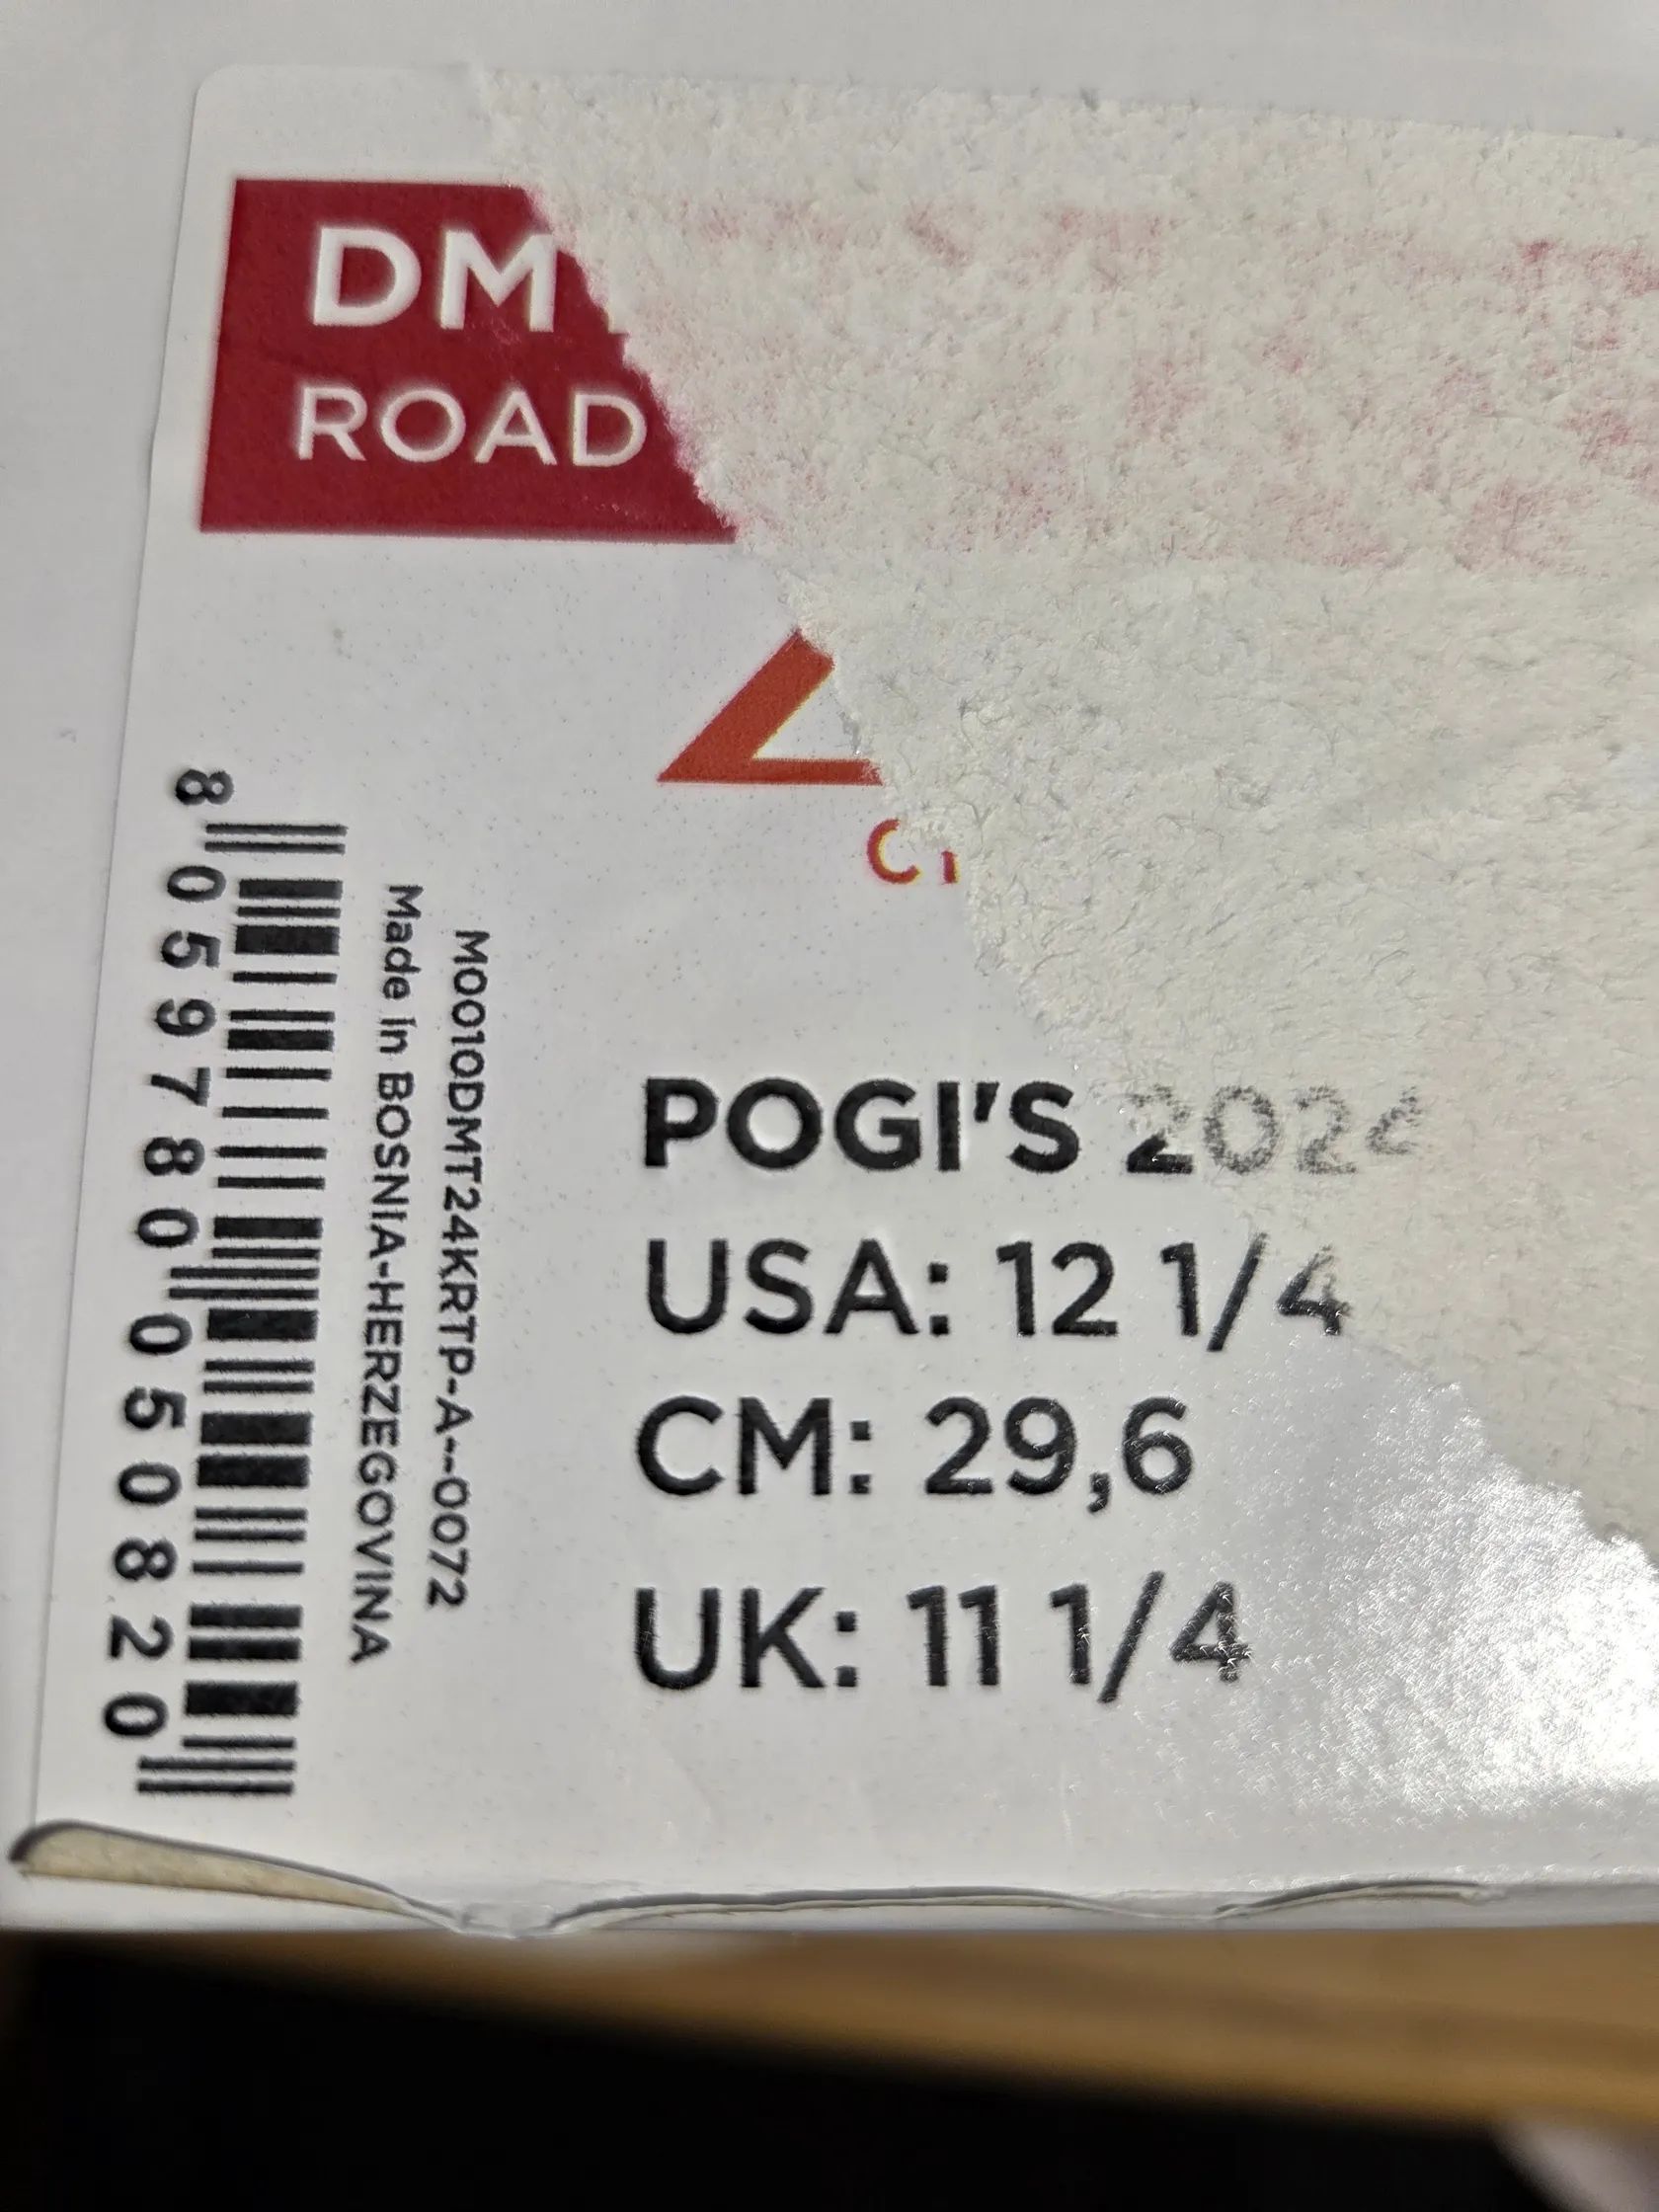 DM
ROAD
POGI'S 2024
USA: 12 1/4
CM: 29,6
UK: 11 1/4
M0010DMT24KRTP-A--0072
Made in BOSNIA-HERZEGOVINA
8 059780 050820